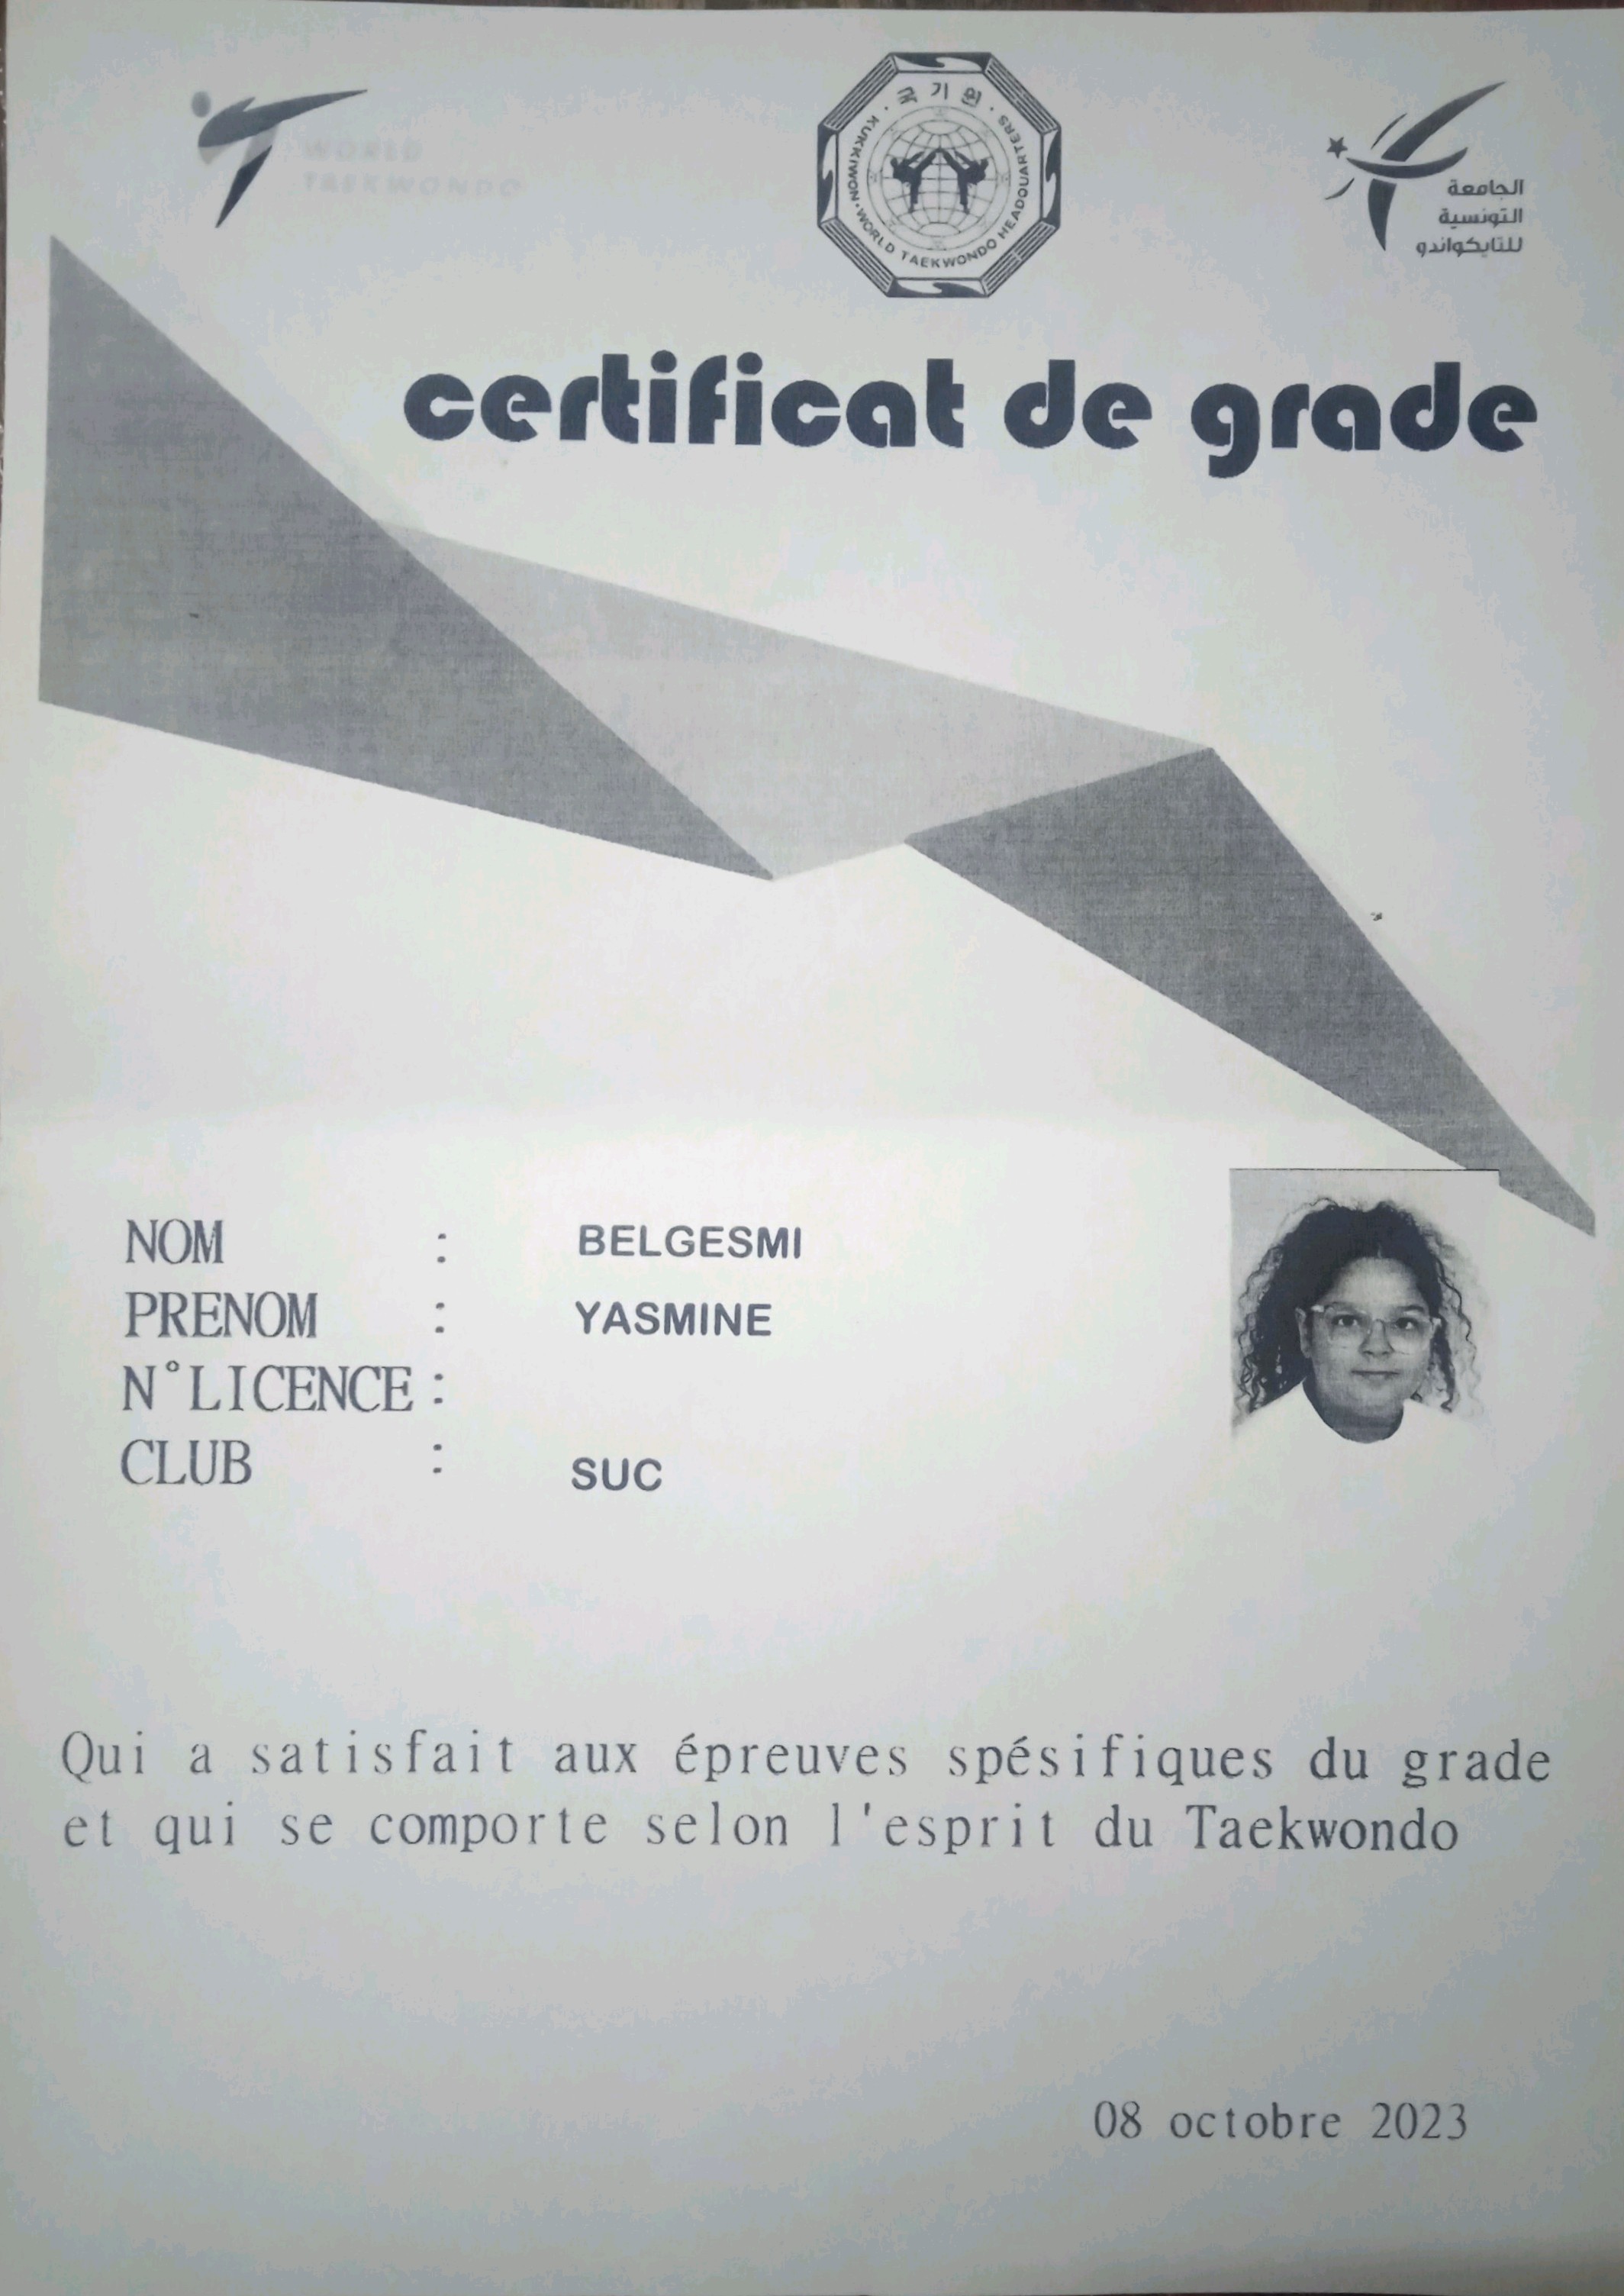 WORLD
TAEKWONDO
국기원
KUKKIWON · WORLD TAEKWONDO HEADQUARTERS
الجامعة
التونسية
للتايكواندو
certificat de grade
NOM : BELGESMI
PRENOM : YASMINE
N°LICENCE :
CLUB : SUC
Qui a satisfait aux épreuves spésifiques du grade
et qui se comporte selon l'esprit du Taekwondo
08 octobre 2023